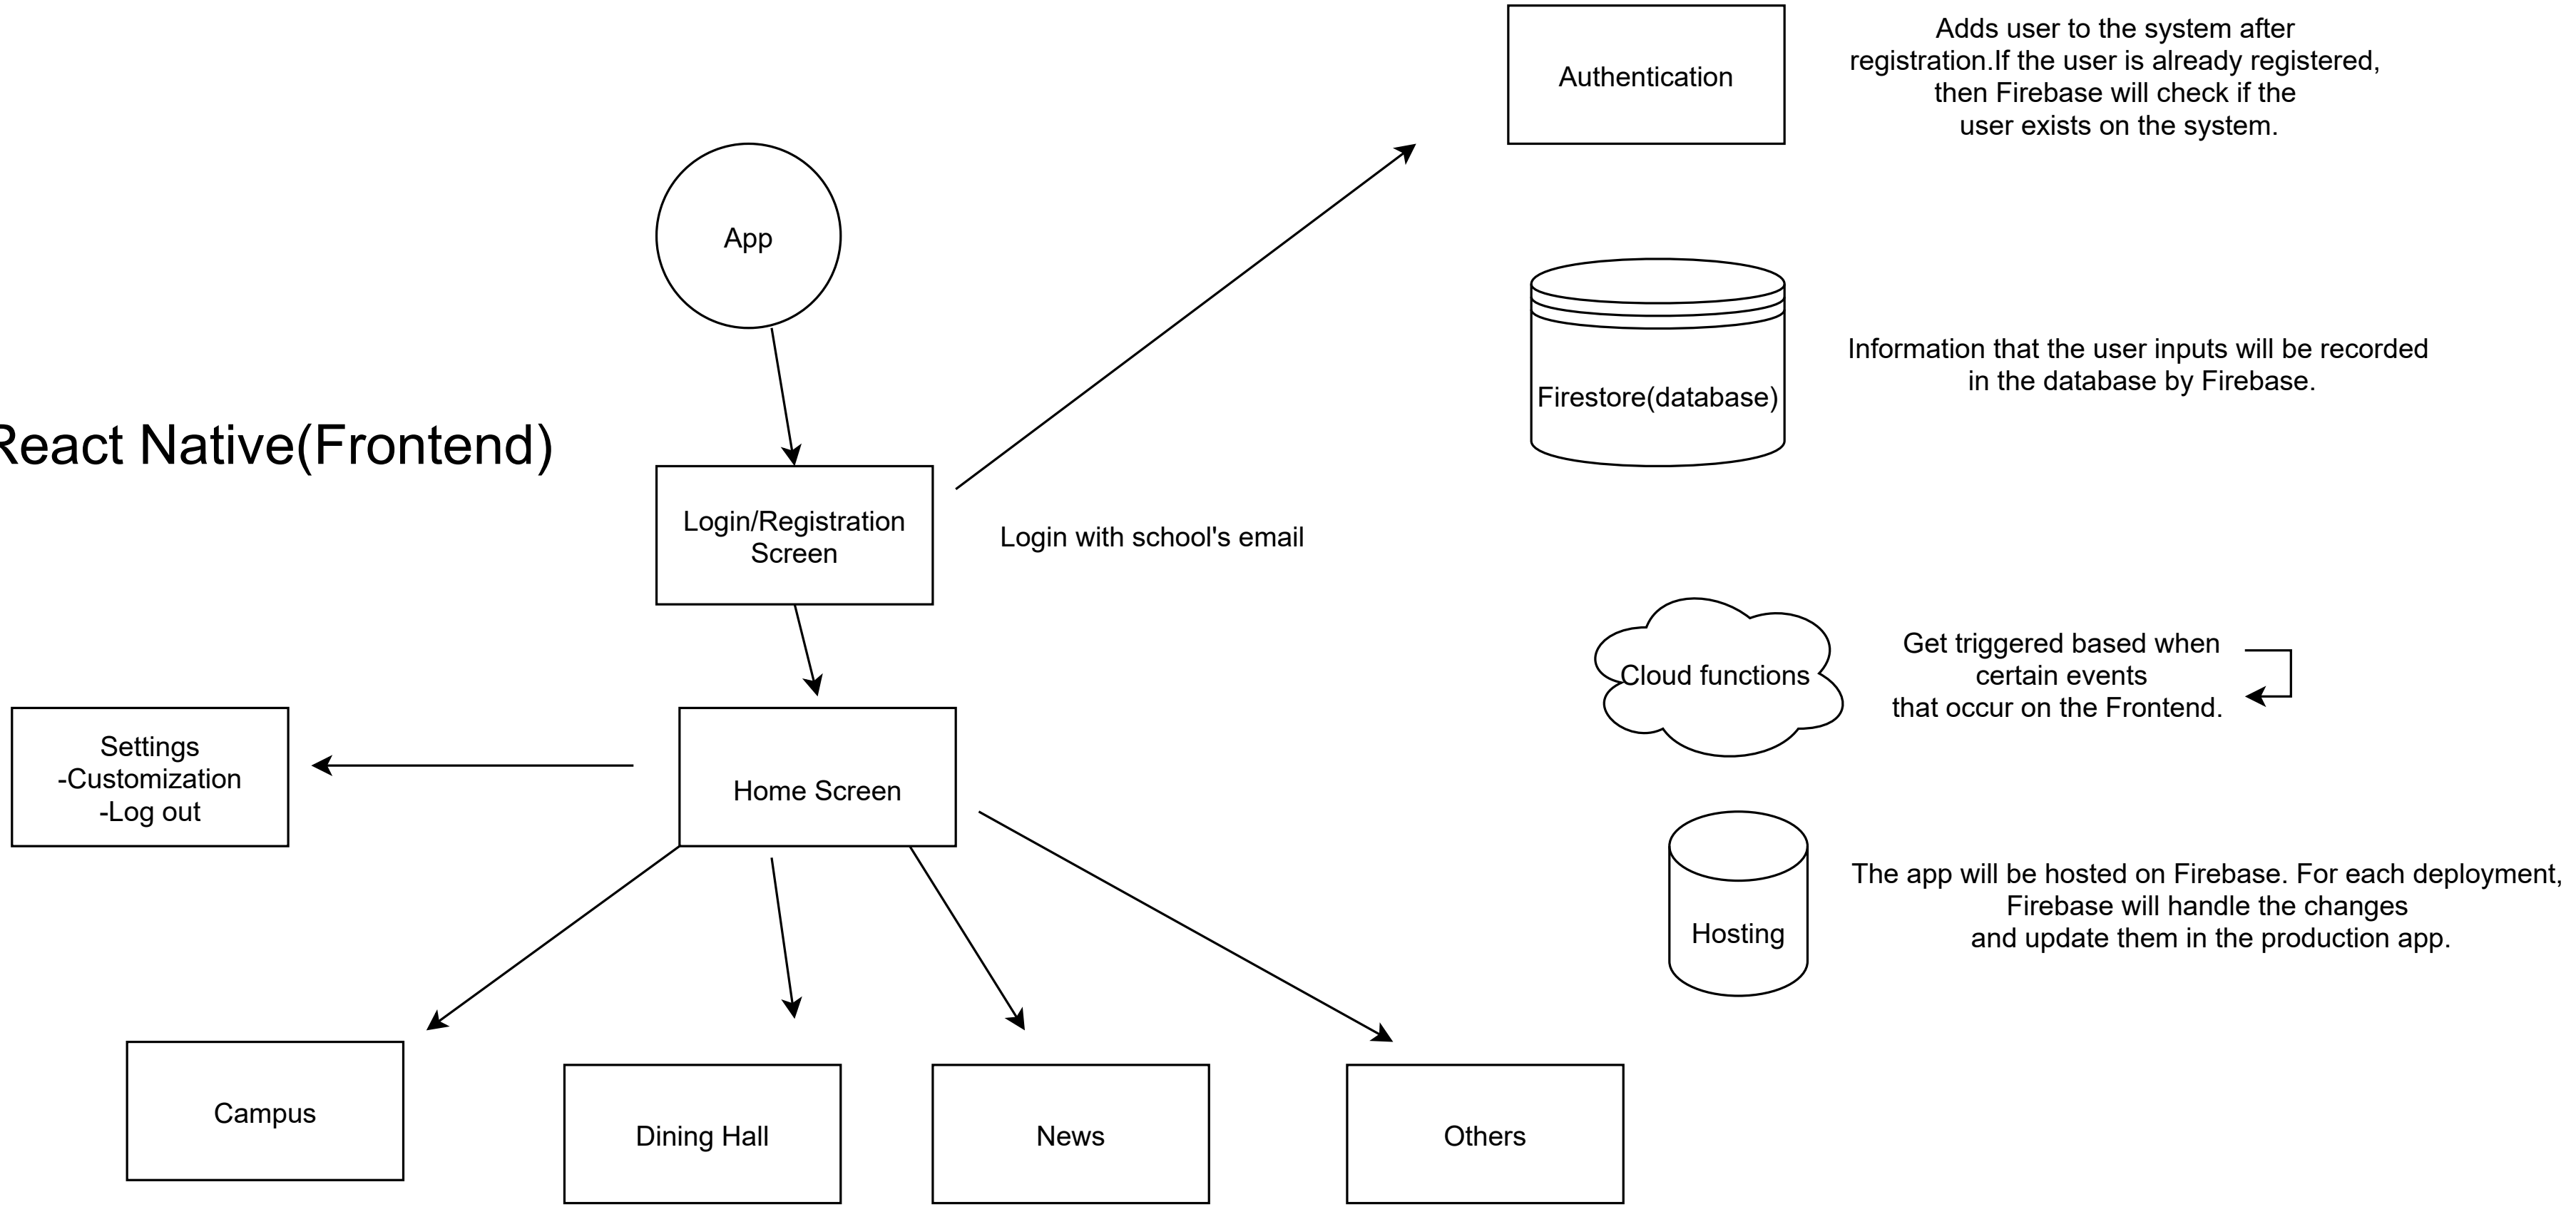 Authentication
Adds user to the system after
registration.If the user is already registered,
then Firebase will check if the
user exists on the system.
App
Firestore(database)
Information that the user inputs will be recorded
in the database by Firebase.
React Native(Frontend)
Login/Registration
Screen
Login with school's email
Cloud functions
Get triggered based when
certain events
that occur on the Frontend.
Settings
-Customization
-Log out
Home Screen
Hosting
The app will be hosted on Firebase. For each deployment,
Firebase will handle the changes
and update them in the production app.
Campus
Dining Hall
News
Others